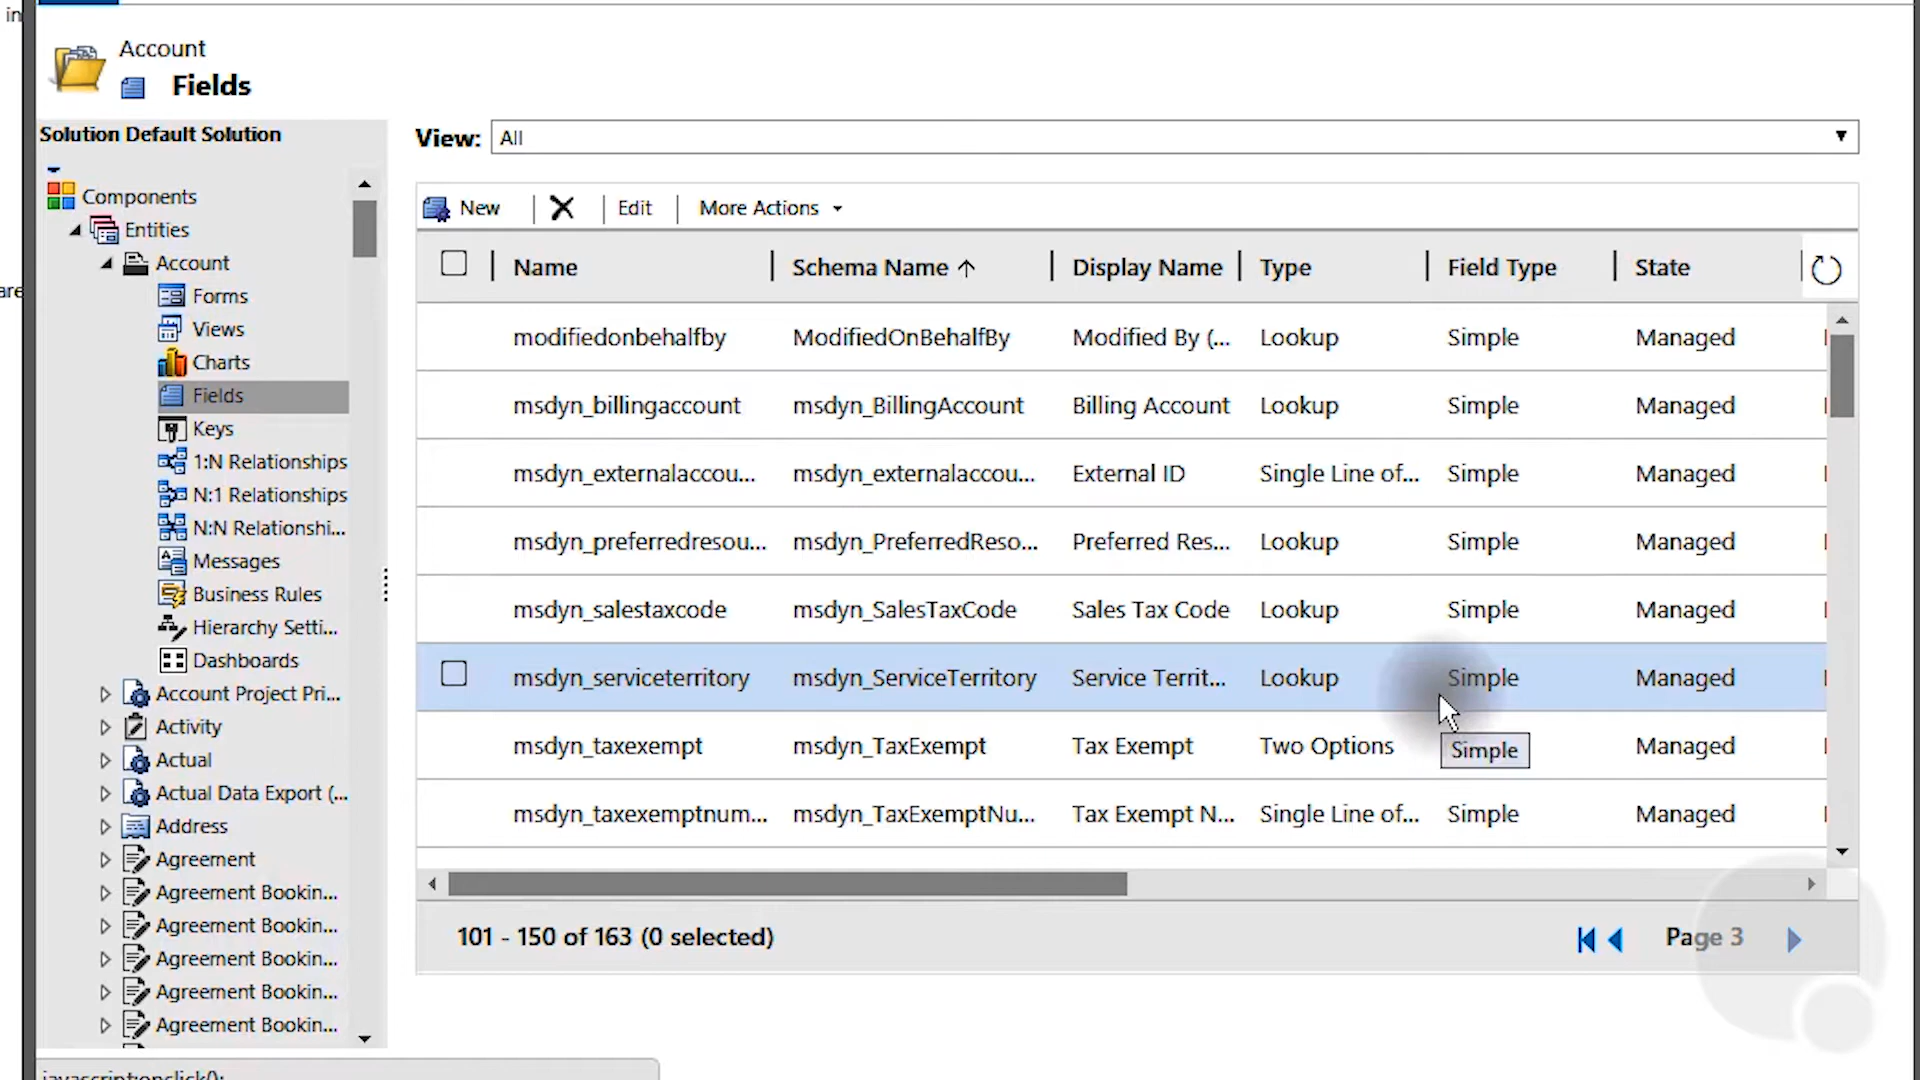 in
Account
Fields
Solution Default Solution
Components
Entities
Account
Forms
Views
Charts
Fields
Keys
1:N Relationships
N:1 Relationships
N:N Relationshi...
Messages
Business Rules
Hierarchy Setti...
Dashboards
Account Project Pri...
Activity
Actual
Actual Data Export (...
Address
Agreement
Agreement Bookin...
Agreement Bookin...
Agreement Bookin...
Agreement Bookin...
Agreement Bookin...
are
View: All
New Edit More Actions
Name Schema Name Display Name Type Field Type State
modifiedonbehalfby ModifiedOnBehalfBy Modified By (... Lookup Simple Managed
msdyn_billingaccount msdyn_BillingAccount Billing Account Lookup Simple Managed
msdyn_externalaccou... msdyn_externalaccou... External ID Single Line of... Simple Managed
msdyn_preferredresou... msdyn_PreferredReso... Preferred Res... Lookup Simple Managed
msdyn_salestaxcode msdyn_SalesTaxCode Sales Tax Code Lookup Simple Managed
msdyn_serviceterritory msdyn_ServiceTerritory Service Territ... Lookup Simple Managed
msdyn_taxexempt msdyn_TaxExempt Tax Exempt Two Options Managed
Simple
msdyn_taxexemptnum... msdyn_TaxExemptNu... Tax Exempt N... Single Line of... Simple Managed
101 - 150 of 163 (0 selected) Page 3
javascript:onclick();